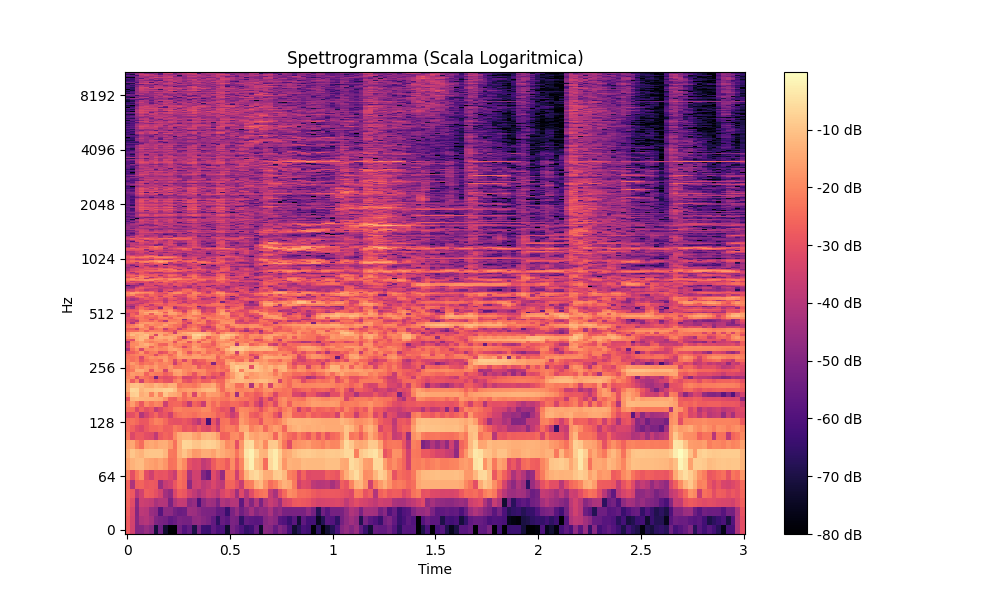 Spettrogramma (Scala Logaritmica)
8192
4096
2048
1024
512
256
128
64
0
Hz
0 0.5 1 1.5 2 2.5 3
Time
-10 dB
-20 dB
-30 dB
-40 dB
-50 dB
-60 dB
-70 dB
-80 dB